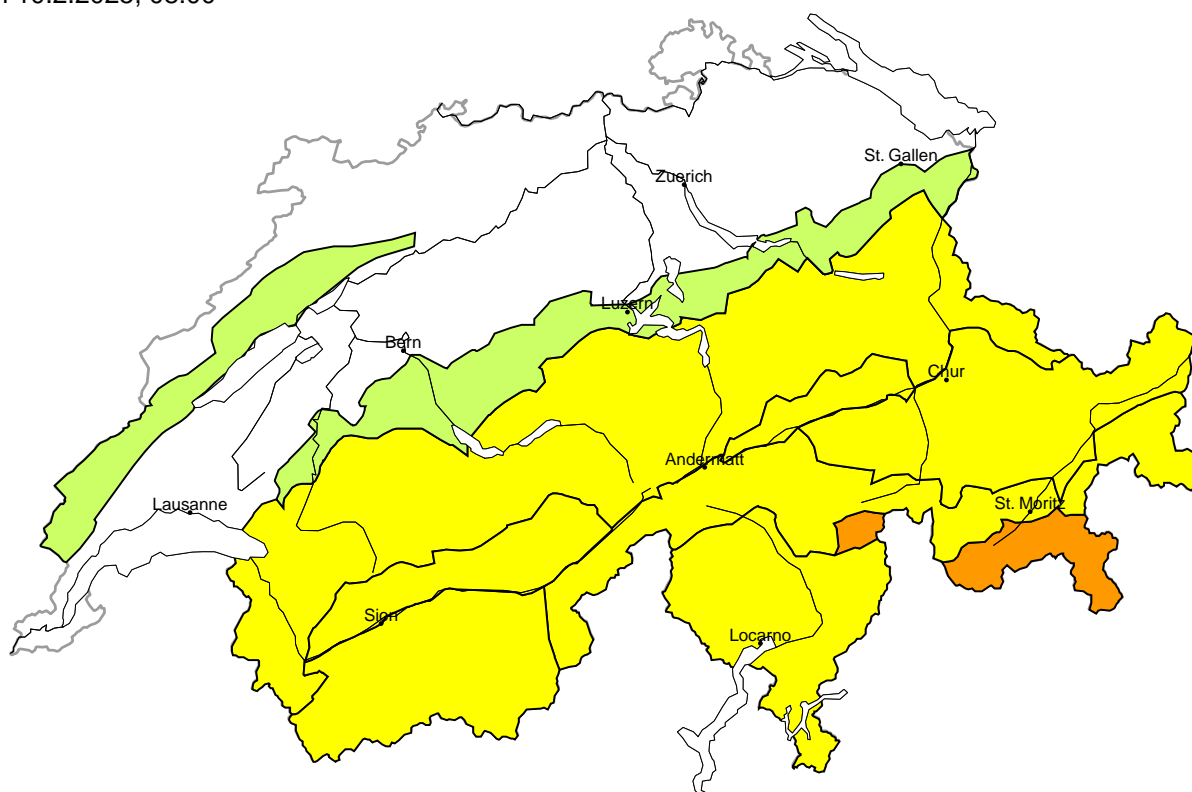 St. Gallen
Zuerich
Luzern
Bern
Chur
Andermatt
Lausanne
St. Moritz
Sion
Locarno